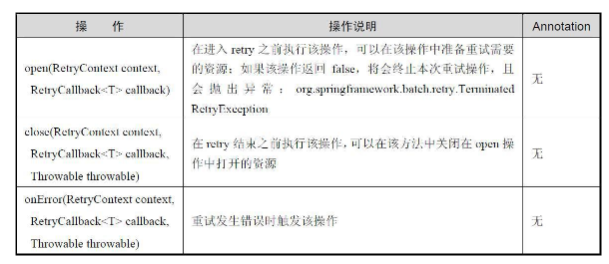 操 作 操作说明 Annotation
open(RetryContext context,
RetryCallback<T> callback)
在进入 retry 之前执行该操作，可以在该操作中准备重试需要
的资源；如果该操作返回 false，将会终止本次重试操作，且
会抛出异常：org.springframework.batch.retry.Terminated
RetryException
无
close(RetryContext context,
RetryCallback<T> callback,
Throwable throwable)
在 retry 结束之前执行该操作，可以在该方法中关闭在 open 操
作中打开的资源
无
onError(RetryContext context,
RetryCallback<T> callback,
Throwable throwable)
重试发生错误时触发该操作
无